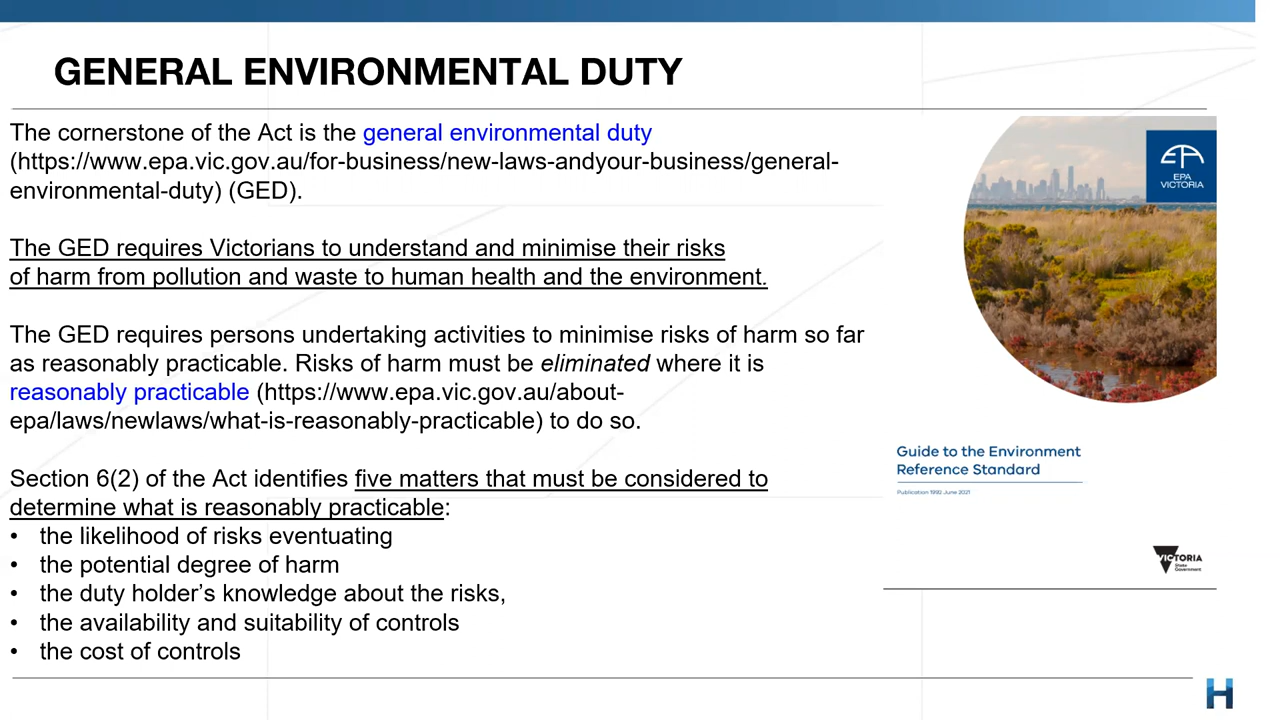 GENERAL ENVIRONMENTAL DUTY
The cornerstone of the Act is the general environmental duty
(https://www.epa.vic.gov.au/for-business/new-laws-andyour-business/general-
environmental-duty) (GED).
The GED requires Victorians to understand and minimise their risks
of harm from pollution and waste to human health and the environment.
The GED requires persons undertaking activities to minimise risks of harm so far
as reasonably practicable. Risks of harm must be eliminated where it is
reasonably practicable (https://www.epa.vic.gov.au/about-
epa/laws/newlaws/what-is-reasonably-practicable) to do so.
Section 6(2) of the Act identifies five matters that must be considered to
determine what is reasonably practicable:
• the likelihood of risks eventuating
• the potential degree of harm
• the duty holder’s knowledge about the risks,
• the availability and suitability of controls
• the cost of controls
EPA
VICTORIA
Guide to the Environment
Reference Standard
Publication 1992 June 2021
VICTORIA
State
Government
H